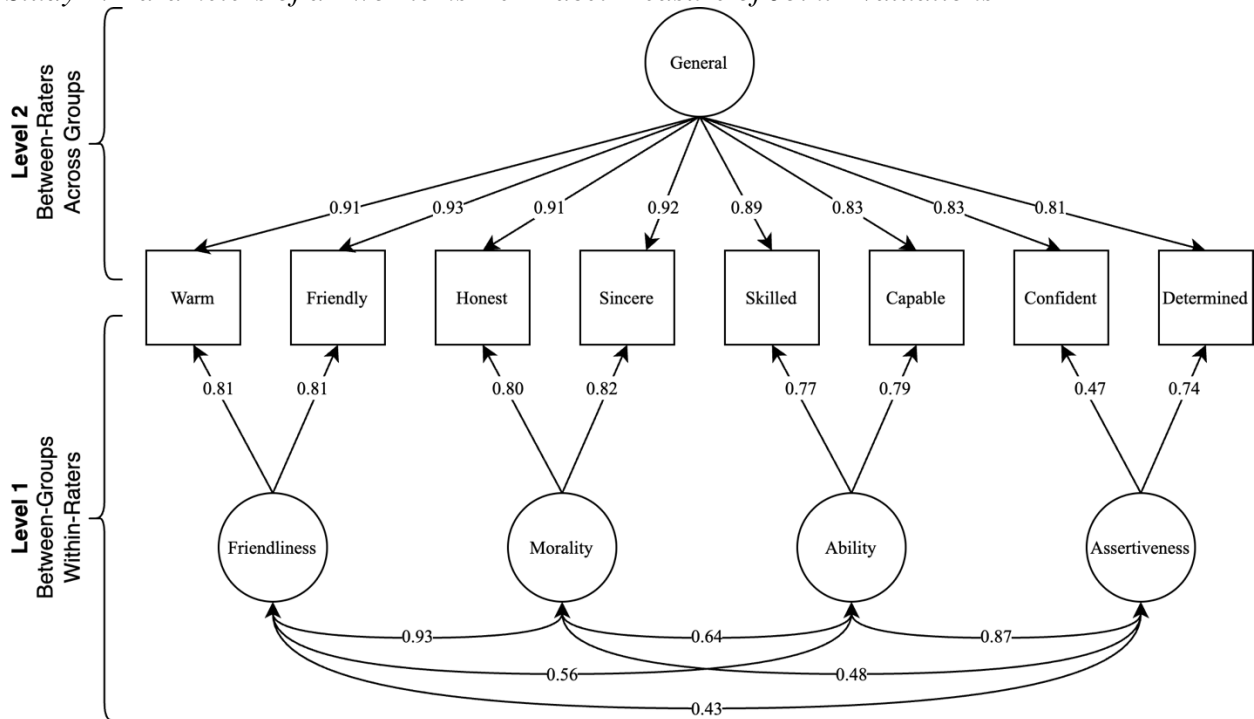 General
Level 2
Between-Raters
Across Groups
0.91
0.93
0.91
0.92
0.89
0.83
0.83
0.81
Warm
Friendly
Honest
Sincere
Skilled
Capable
Confident
Determined
0.81
0.81
0.80
0.82
0.77
0.79
0.47
0.74
Level 1
Between-Groups
Within-Raters
Friendliness
Morality
Ability
Assertiveness
0.93
0.64
0.87
0.56
0.48
0.43